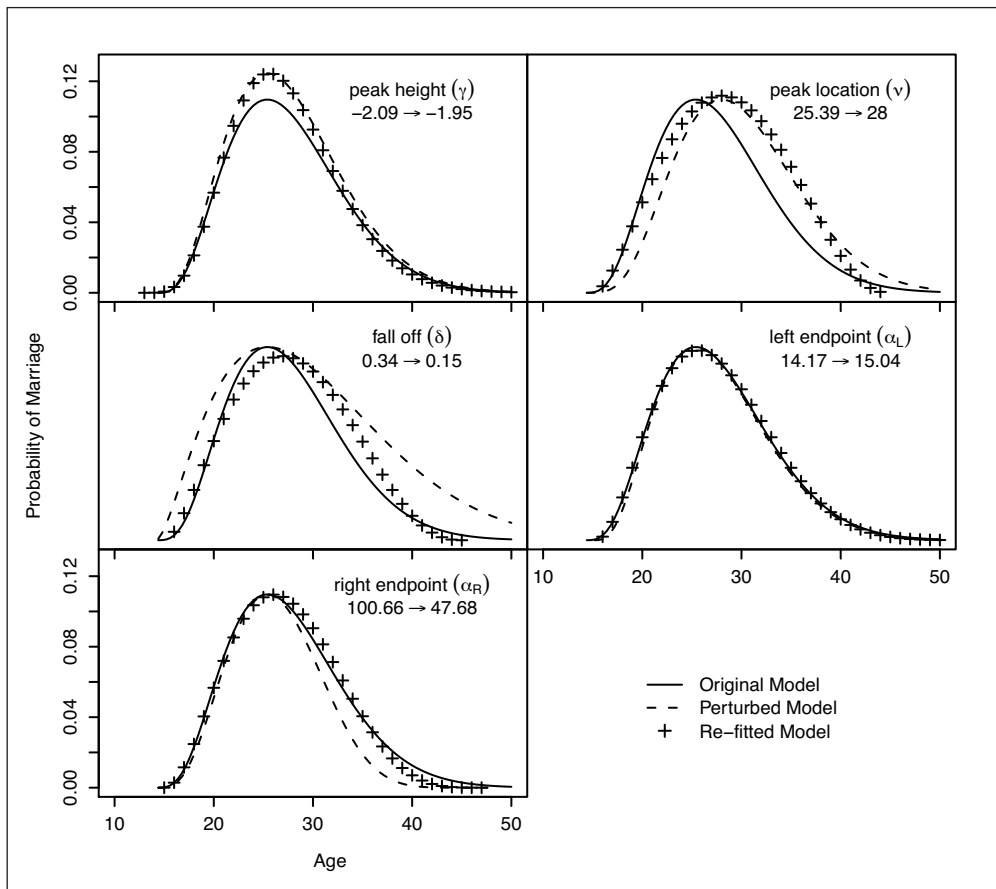 peak height (γ)
−2.09 → −1.95
peak location (ν)
25.39 → 28
0.12
0.08
0.04
0.00
fall off (δ)
0.34 → 0.15
left endpoint (α_L)
14.17 → 15.04
Probability of Marriage
10 20 30 40 50
right endpoint (α_R)
100.66 → 47.68
0.12
0.08
0.04
0.00
10 20 30 40 50
Age
Original Model
Perturbed Model
Re−fitted Model